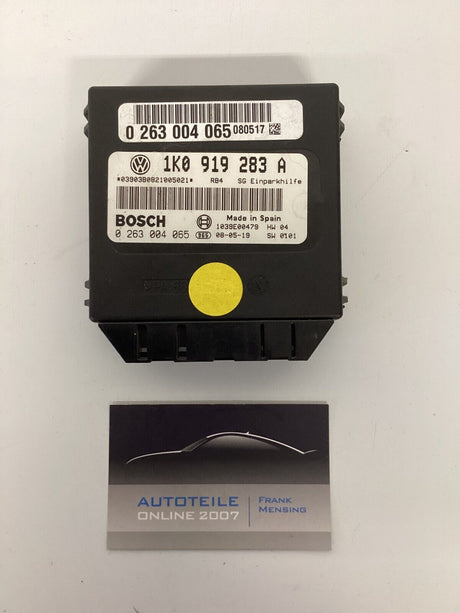 0 263 004 065 080517
1K0 919 283 A
*03903B0821005021* RB4 SG Einparkhilfe
BOSCH Made in Spain
1039E00479 HW 04
0 263 004 065 08-05-19 SW 0101
AUTOTEILE
ONLINE 2007
FRANK
MENSING